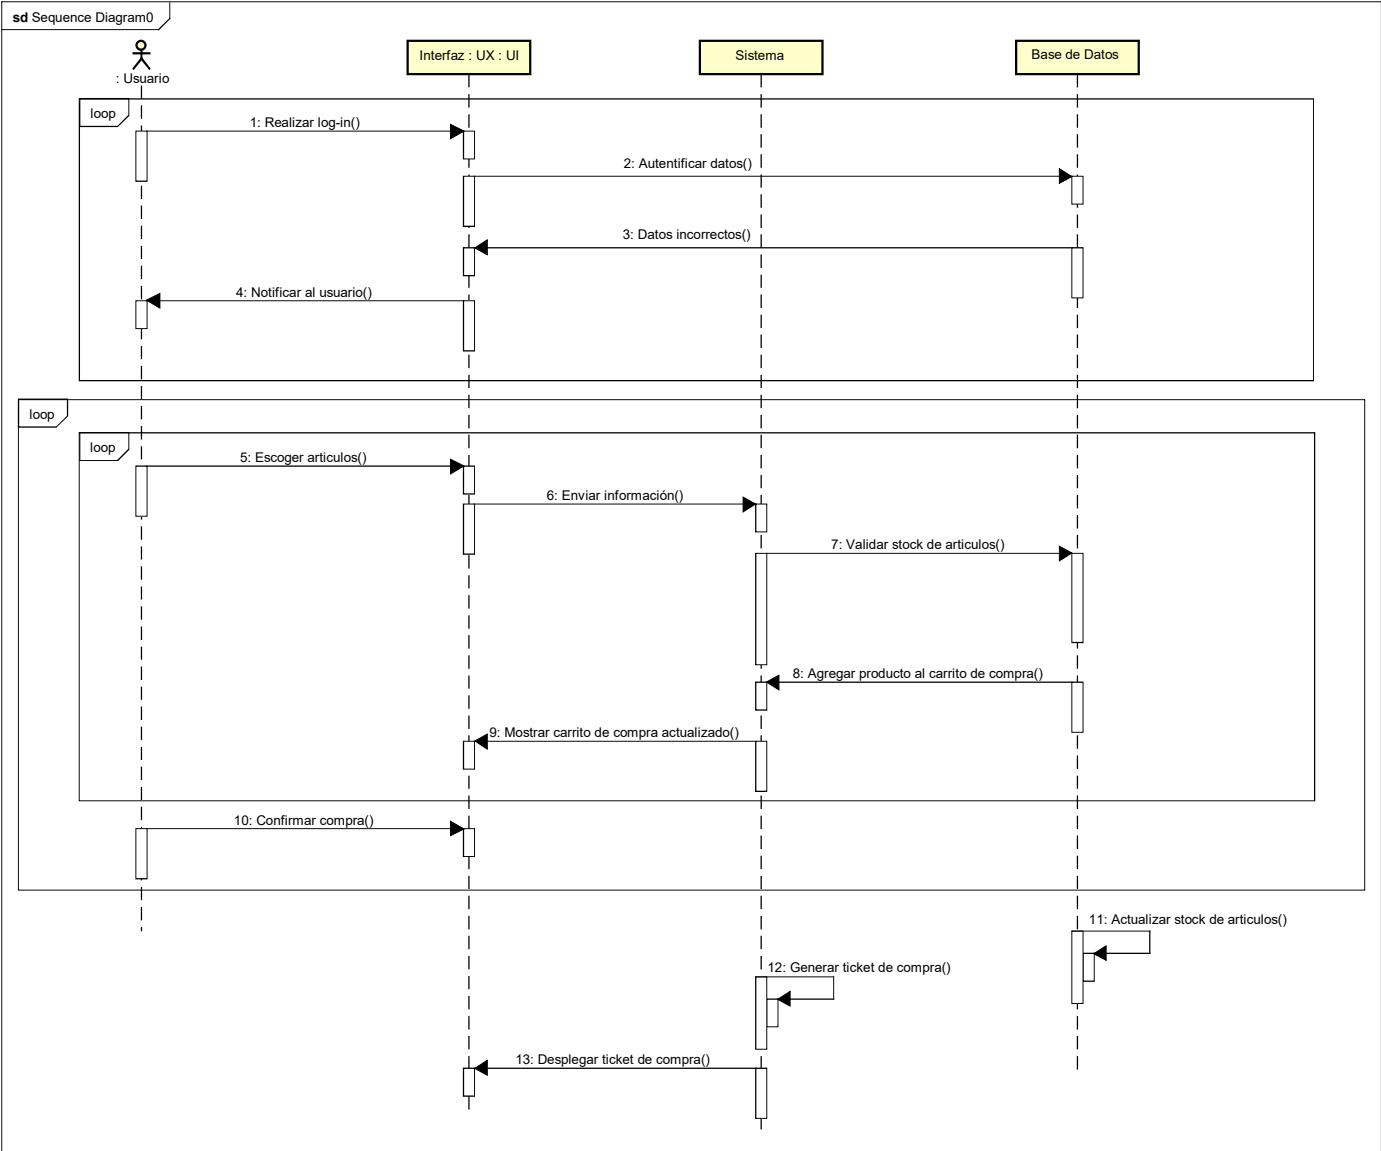 sd Sequence Diagram0
: Usuario
Interfaz : UX : UI
Sistema
Base de Datos
loop
1: Realizar log-in()
2: Autentificar datos()
3: Datos incorrectos()
4: Notificar al usuario()
loop
loop
5: Escoger articulos()
6: Enviar información()
7: Validar stock de articulos()
8: Agregar producto al carrito de compra()
9: Mostrar carrito de compra actualizado()
10: Confirmar compra()
11: Actualizar stock de articulos()
12: Generar ticket de compra()
13: Desplegar ticket de compra()